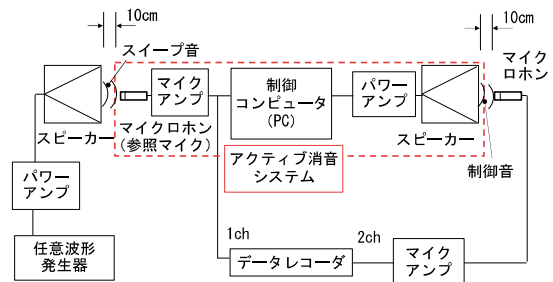 10cm
スイープ音
スピーカー
マイク
アンプ
マイクロホン
(参照マイク)
制御
コンピュータ
(PC)
パワー
アンプ
スピーカー
10cm
マイク
ロホン
制御音
アクティブ消音
システム
パワー
アンプ
任意波形
発生器
1ch
データレコーダ
2ch
マイク
アンプ